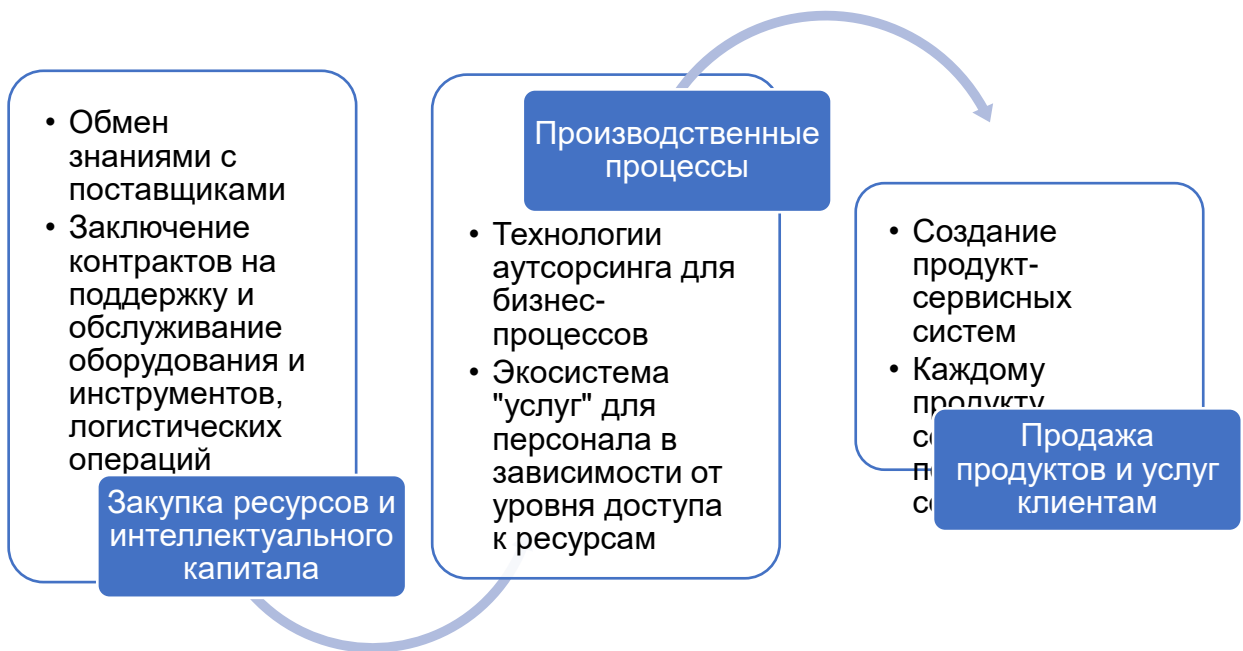 • Обмен
знаниями с
поставщиками
• Заключение
контрактов на
поддержку и
обслуживание
оборудования и
инструментов,
логистических
операций
Закупка ресурсов и
интеллектуального
капитала
Производственные
процессы
• Технологии
аутсорсинга для
бизнес-
процессов
• Экосистема
"услуг" для
персонала в
зависимости от
уровня доступа
к ресурсам
• Создание
продукт-
сервисных
систем
• Каждому
продукту
Продажа
продуктов и услуг
клиентам